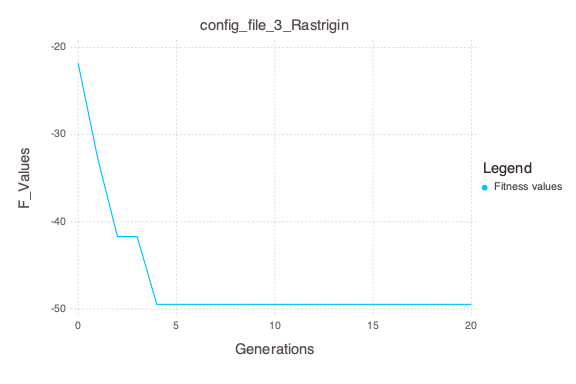 config_file_3_Rastrigin
-20
-30
-40
-50
F_Values
0
5
10
15
20
Generations
Legend
Fitness values